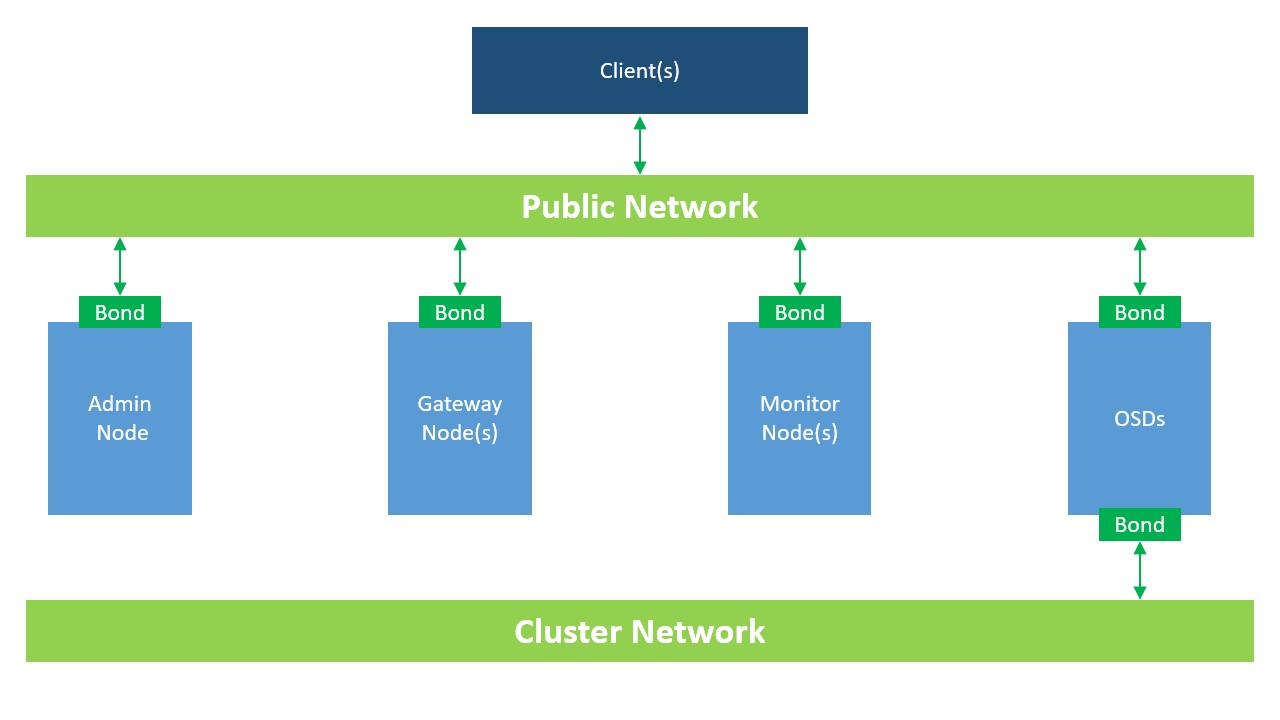 Client(s)
Public Network
Bond
Bond
Bond
Bond
Admin
Node
Gateway
Node(s)
Monitor
Node(s)
OSDs
Bond
Cluster Network